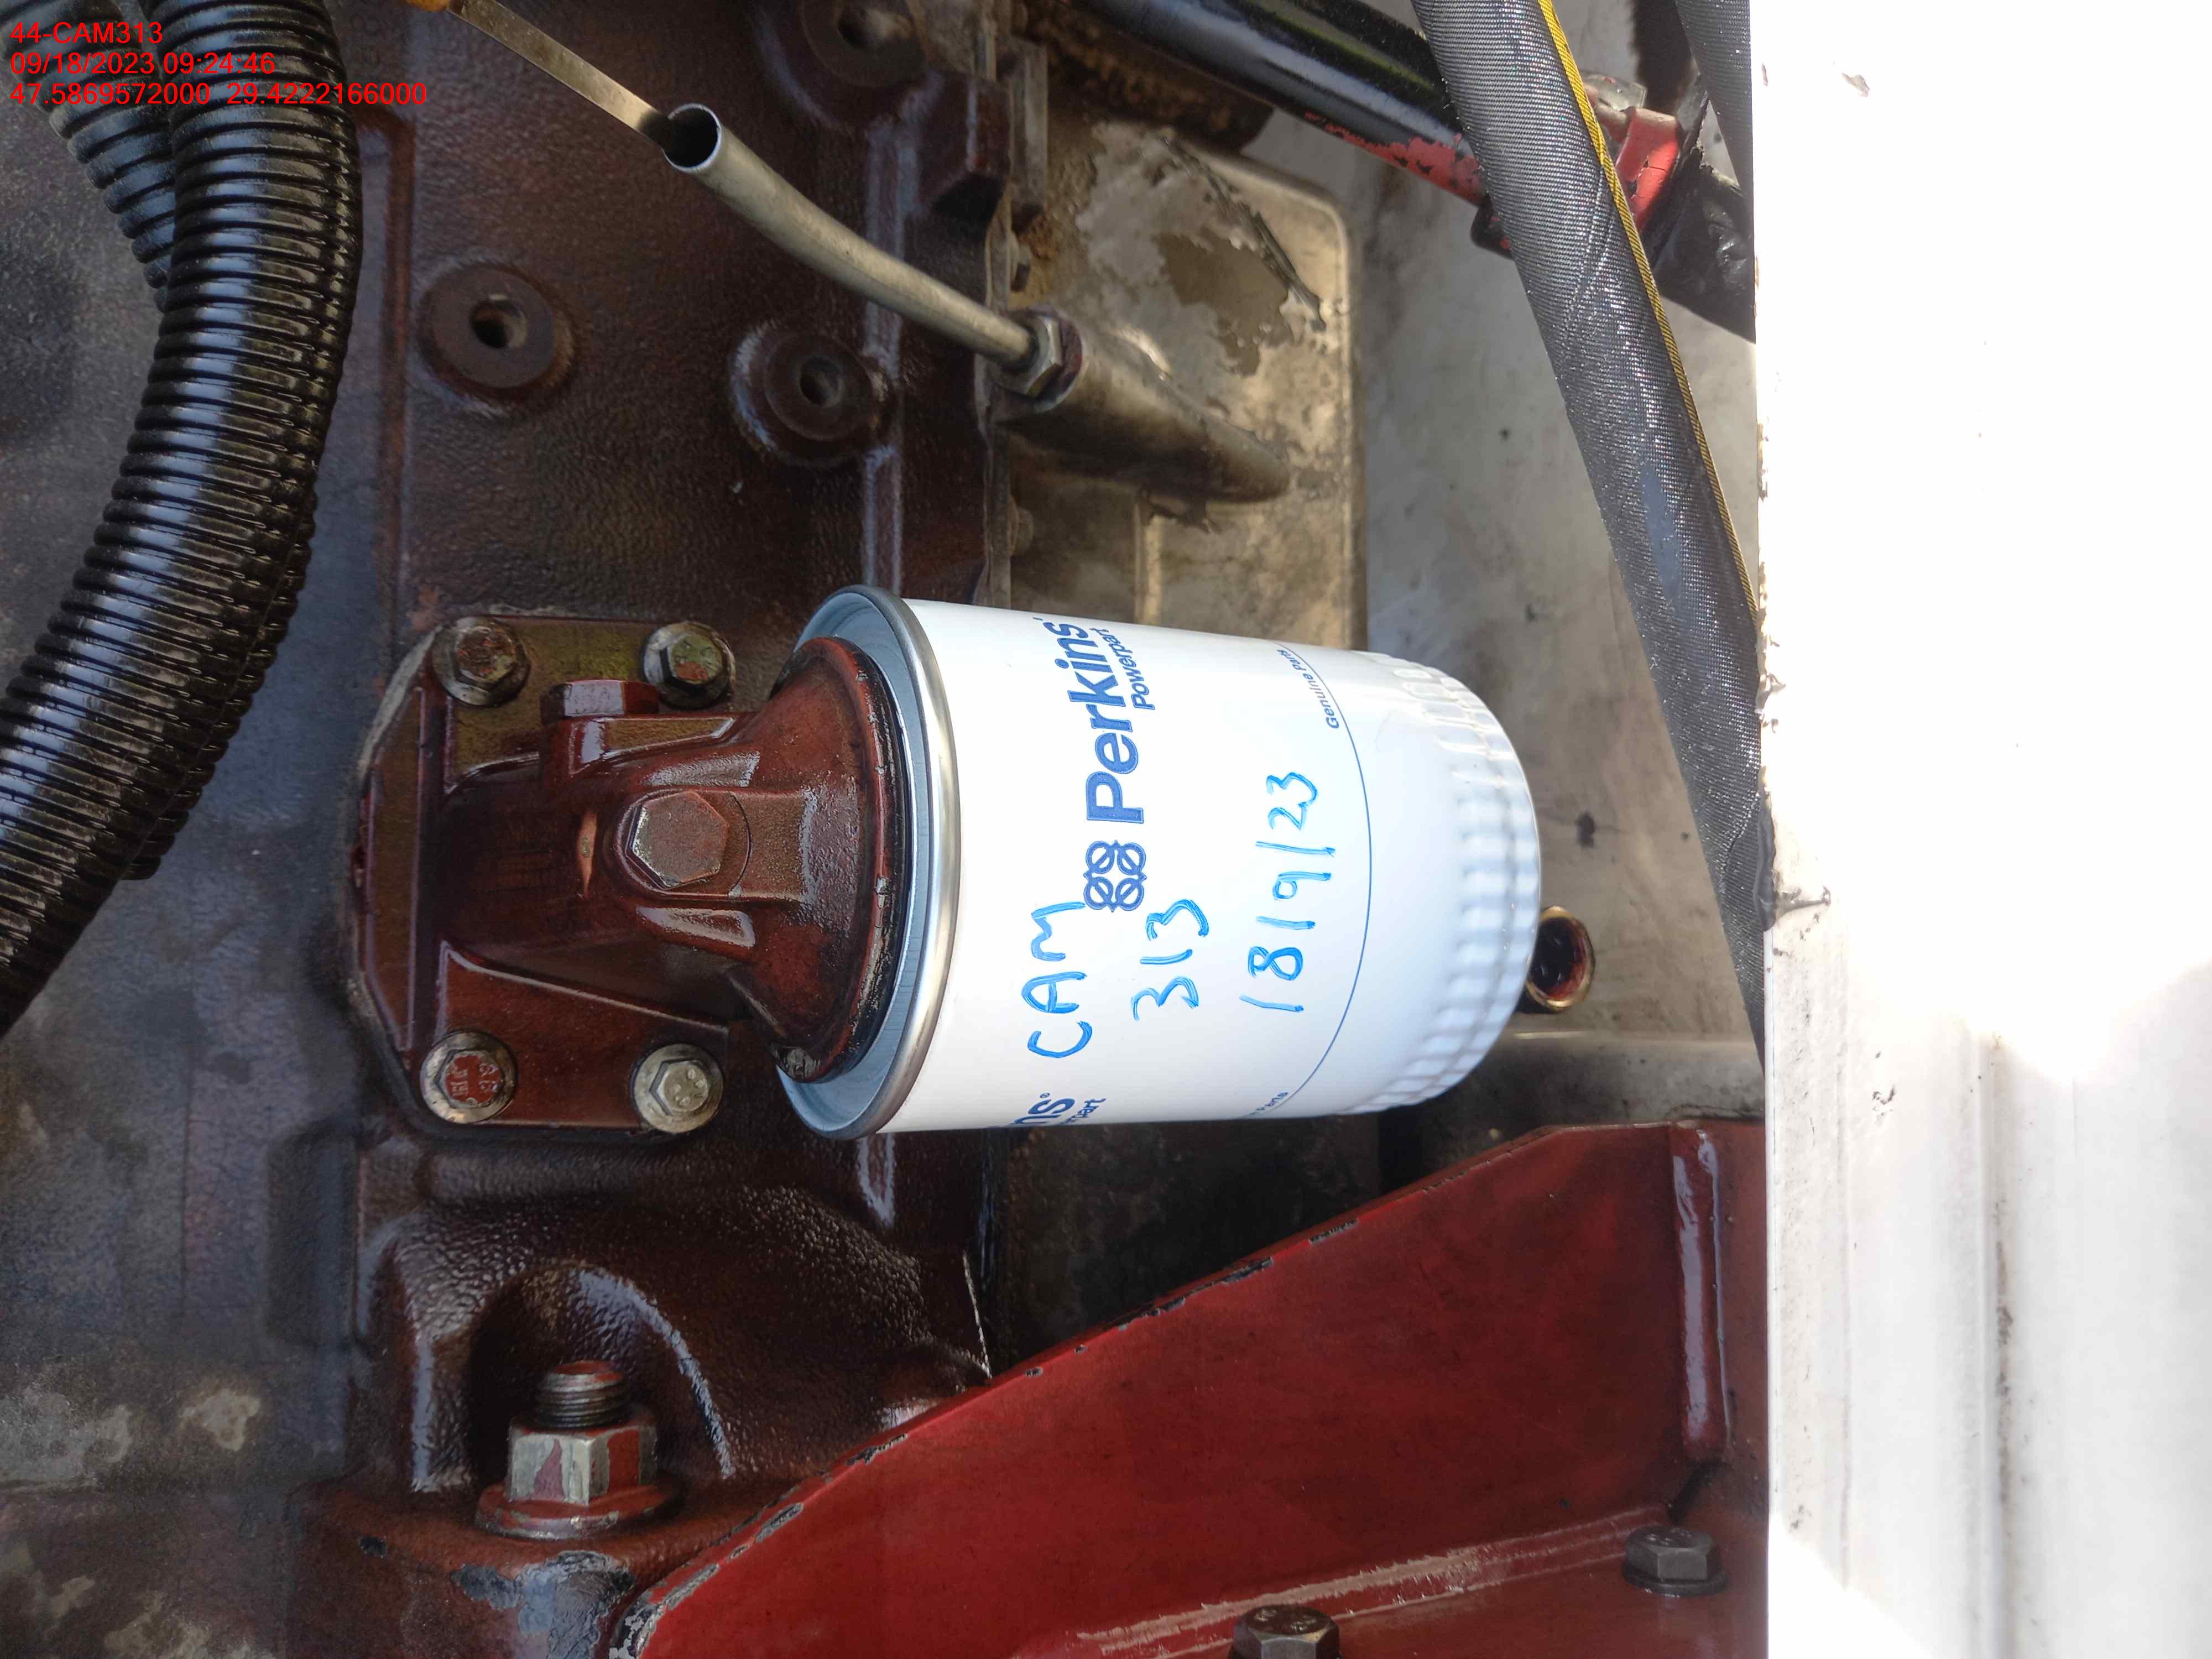 44-CAM313
09/18/2023 09:24:46
47.5869572000 29.4222166000
Perkins
Powerpart
CAM
313
18/9/23
Genuine Parts